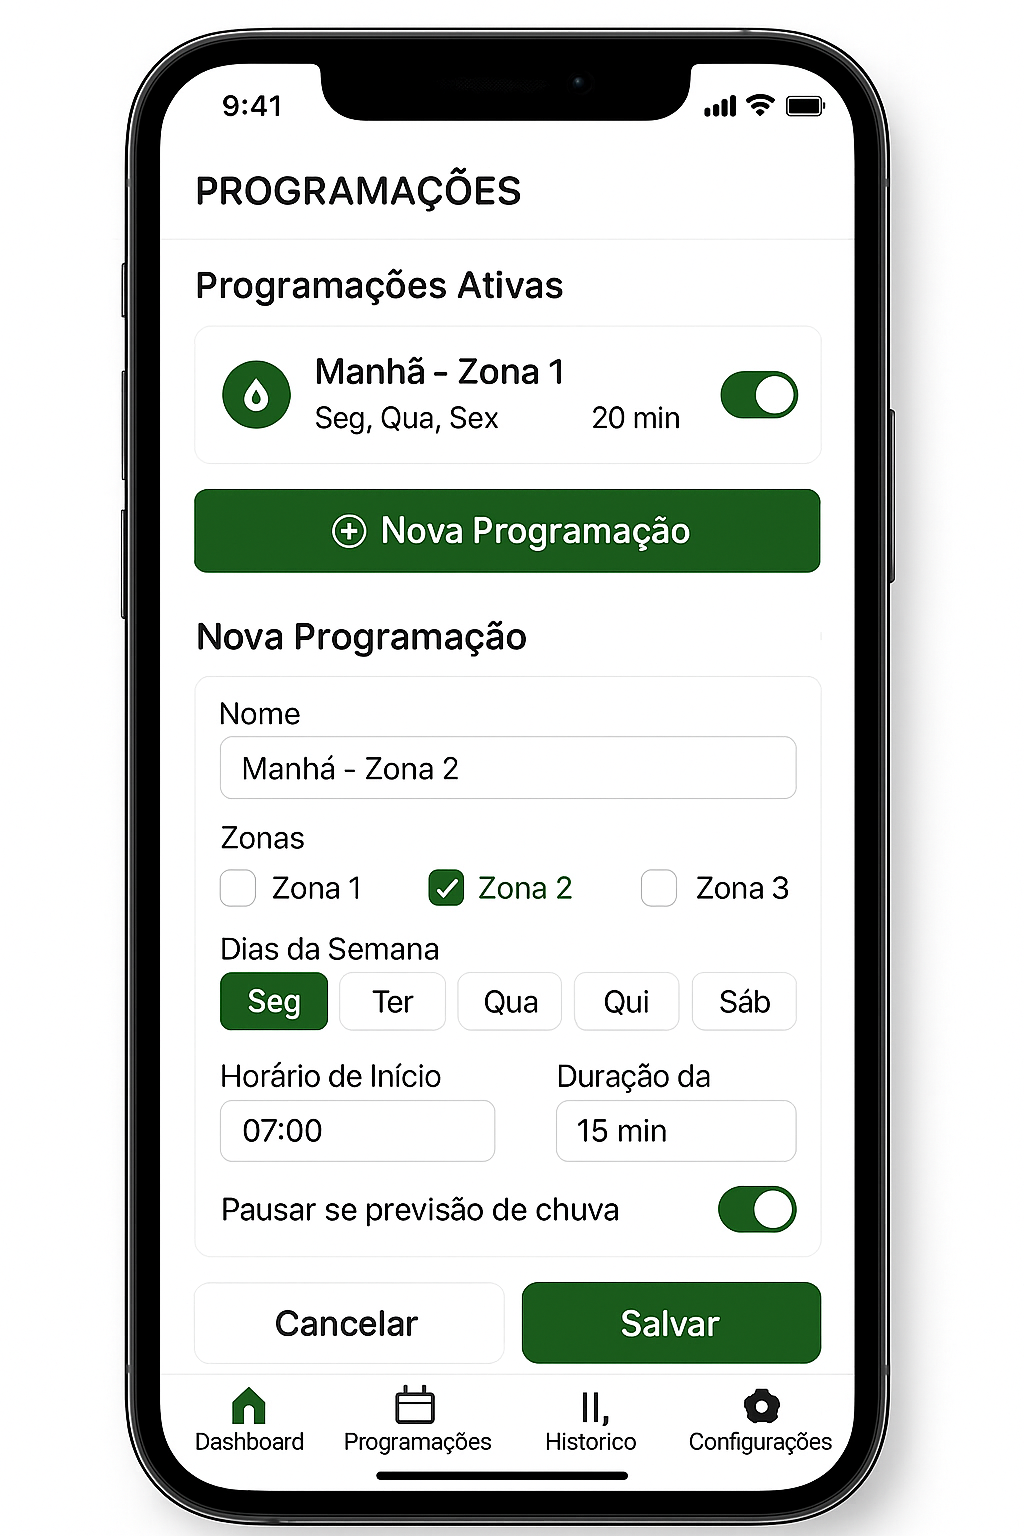 9:41
PROGRAMAÇÕES
Programações Ativas
Manhã - Zona 1
Seg, Qua, Sex 20 min
Nova Programação
Nova Programação
Nome
Manhá - Zona 2
Zonas
Zona 1 Zona 2 Zona 3
Dias da Semana
Seg Ter Qua Qui Sáb
Horário de Início Duração da
07:00 15 min
Pausar se previsão de chuva
Cancelar Salvar
Dashboard Programações Historico Configurações